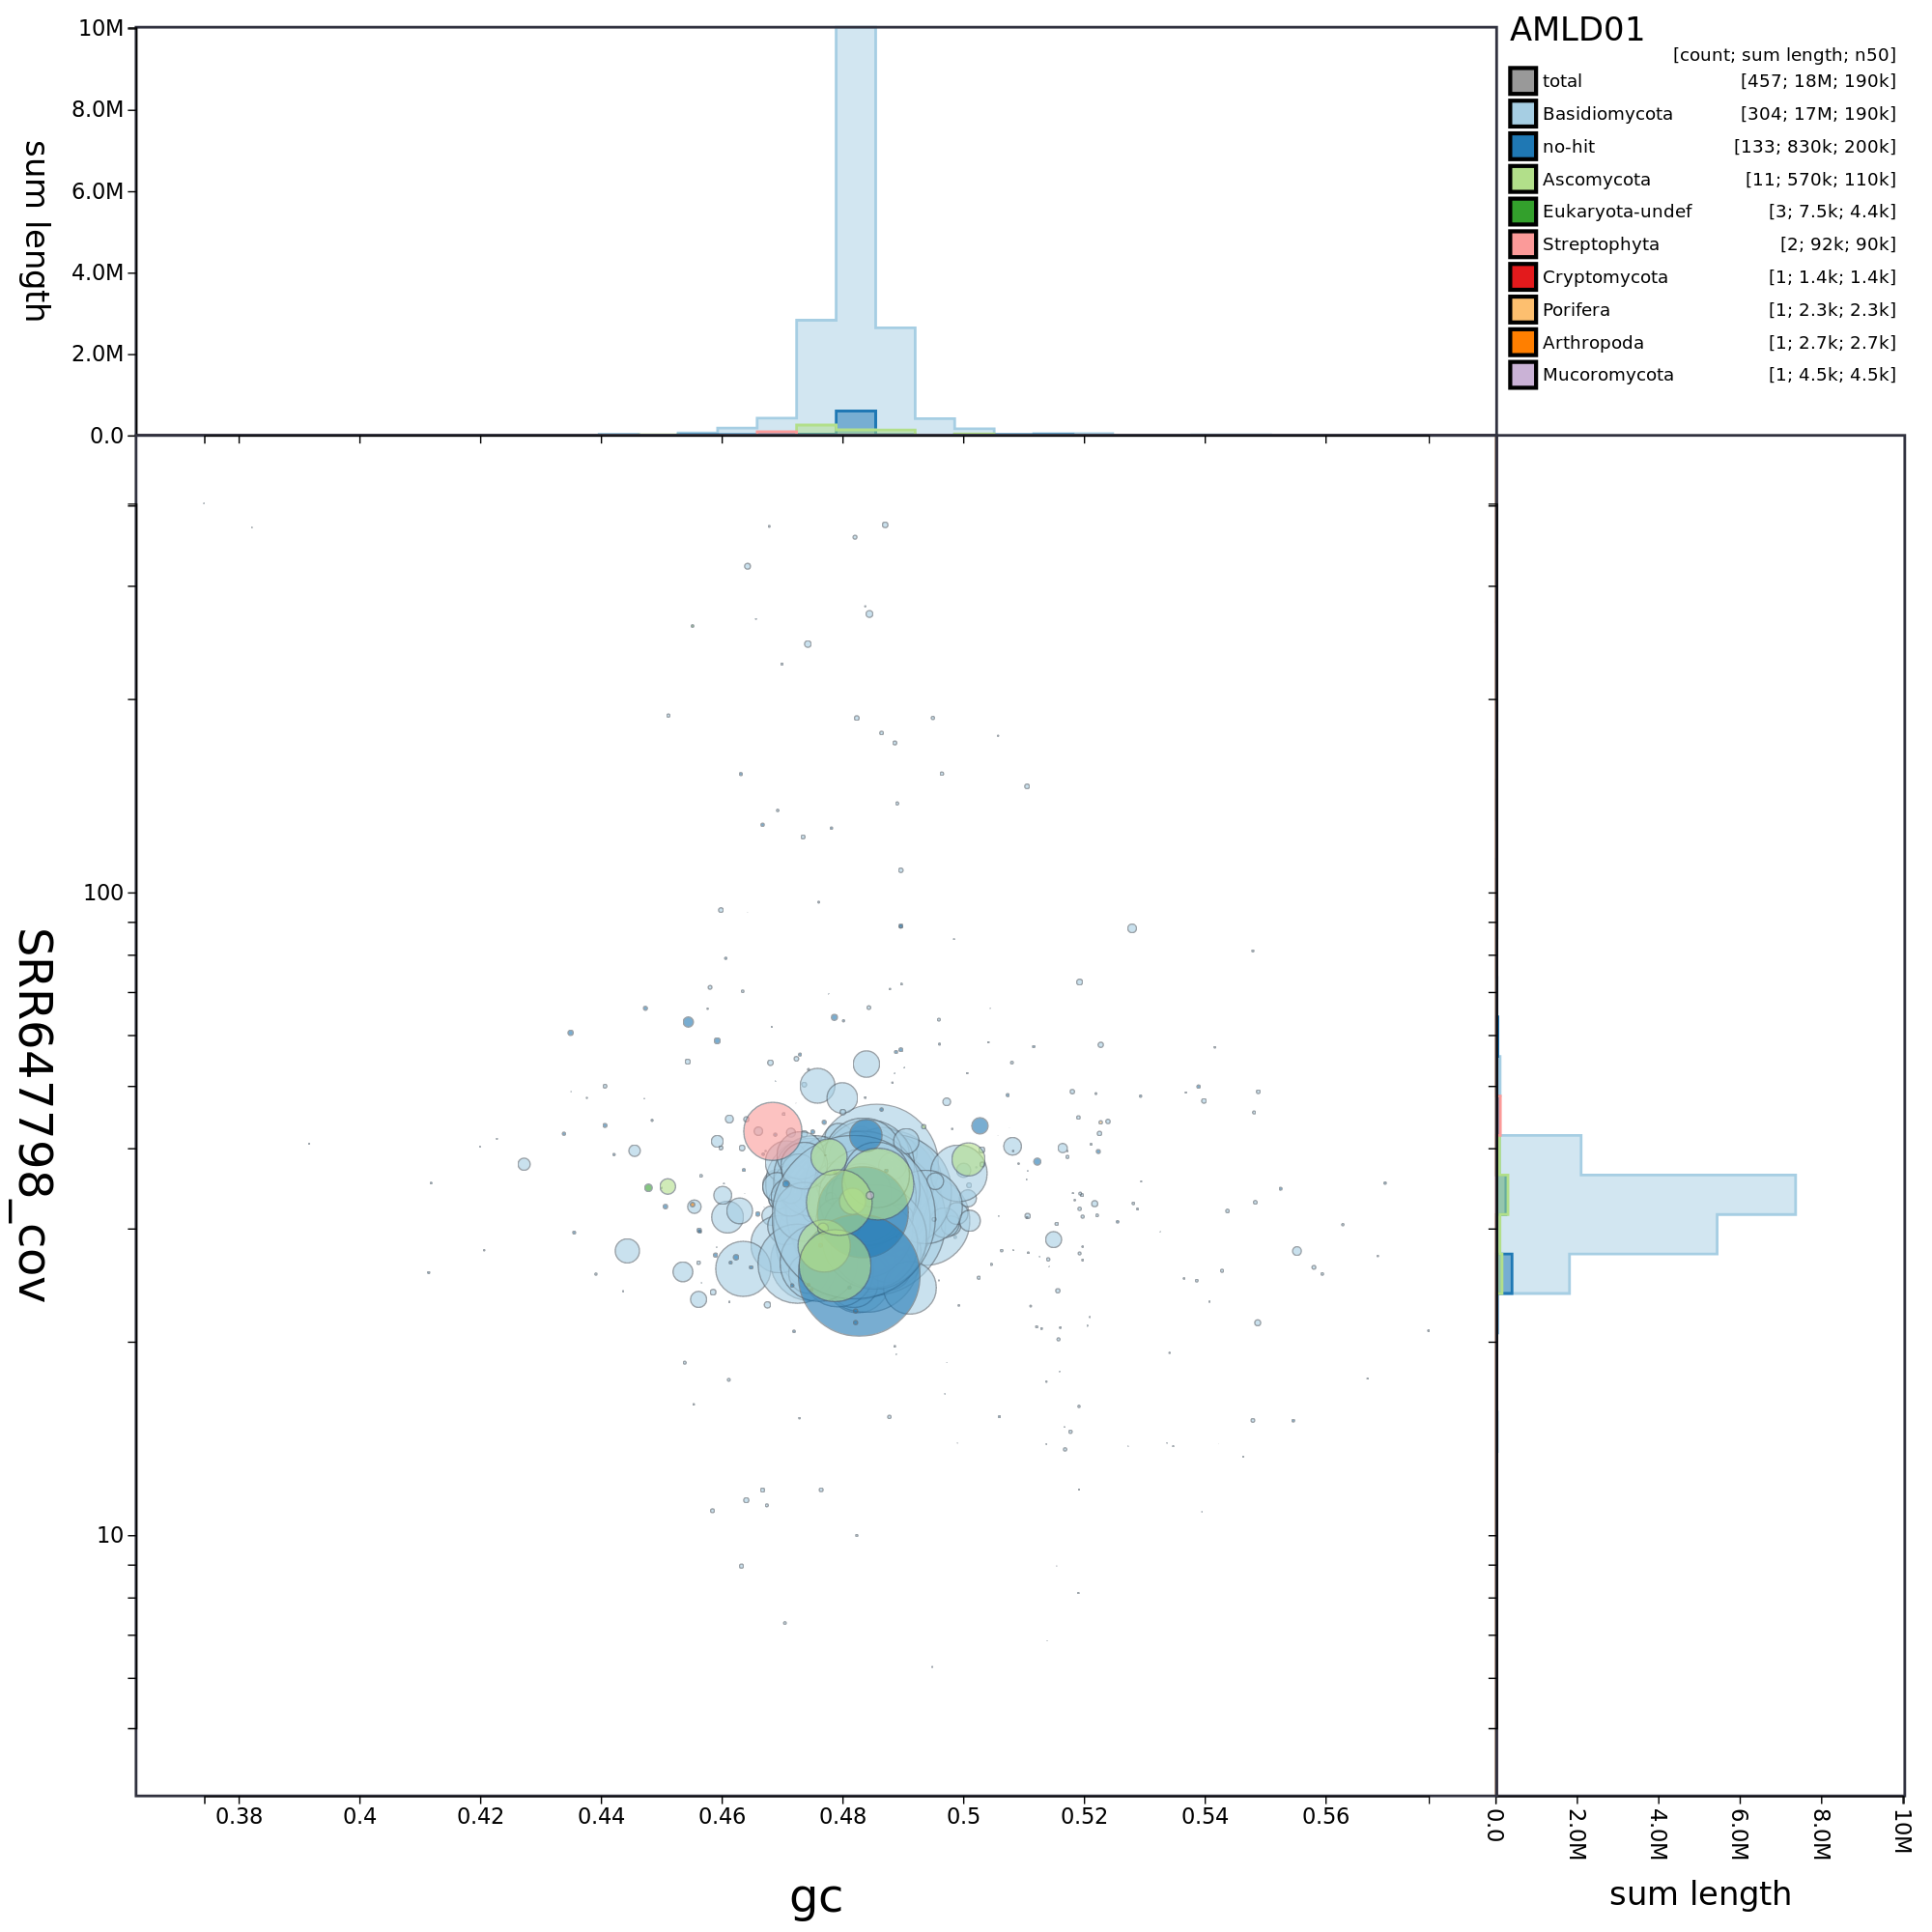 AMLD01
[count; sum length; n50]
total [457; 18M; 190k]
Basidiomycota [304; 17M; 190k]
no-hit [133; 830k; 200k]
Ascomycota [11; 570k; 110k]
Eukaryota-undef [3; 7.5k; 4.4k]
Streptophyta [2; 92k; 90k]
Cryptomycota [1; 1.4k; 1.4k]
Porifera [1; 2.3k; 2.3k]
Arthropoda [1; 2.7k; 2.7k]
Mucoromycota [1; 4.5k; 4.5k]
10M
8.0M
6.0M
4.0M
2.0M
0.0
sum length
100
10
SRR647798_cov
0.38 0.4 0.42 0.44 0.46 0.48 0.5 0.52 0.54 0.56
gc
0.0 2.0M 4.0M 6.0M 8.0M 10M
sum length